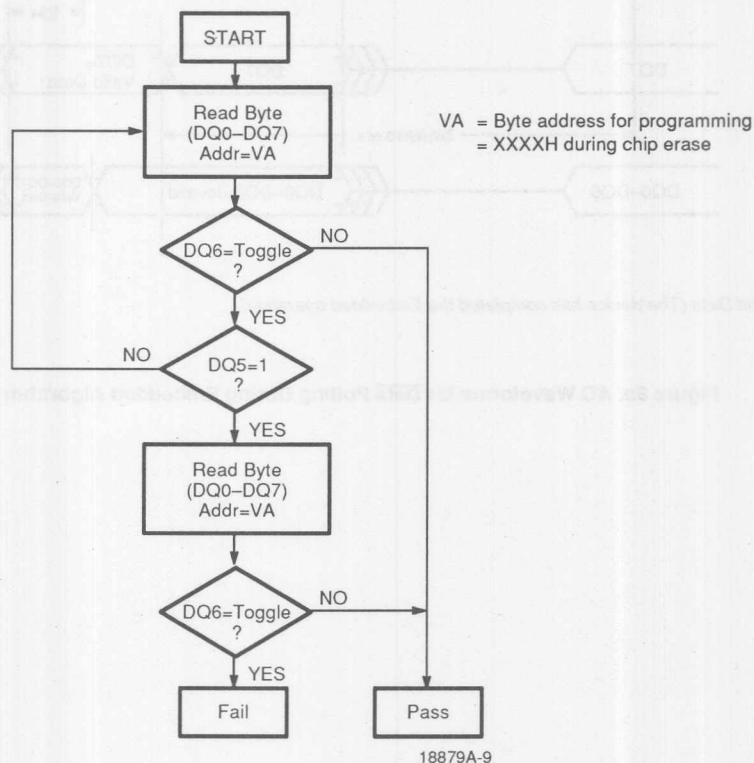 START
Read Byte
(DQ0–DQ7)
Addr=VA
VA = Byte address for programming
= XXXXH during chip erase
DQ6=Toggle
?
NO
YES
NO
DQ5=1
?
YES
Read Byte
(DQ0–DQ7)
Addr=VA
DQ6=Toggle
?
NO
YES
Fail
Pass
18879A-9